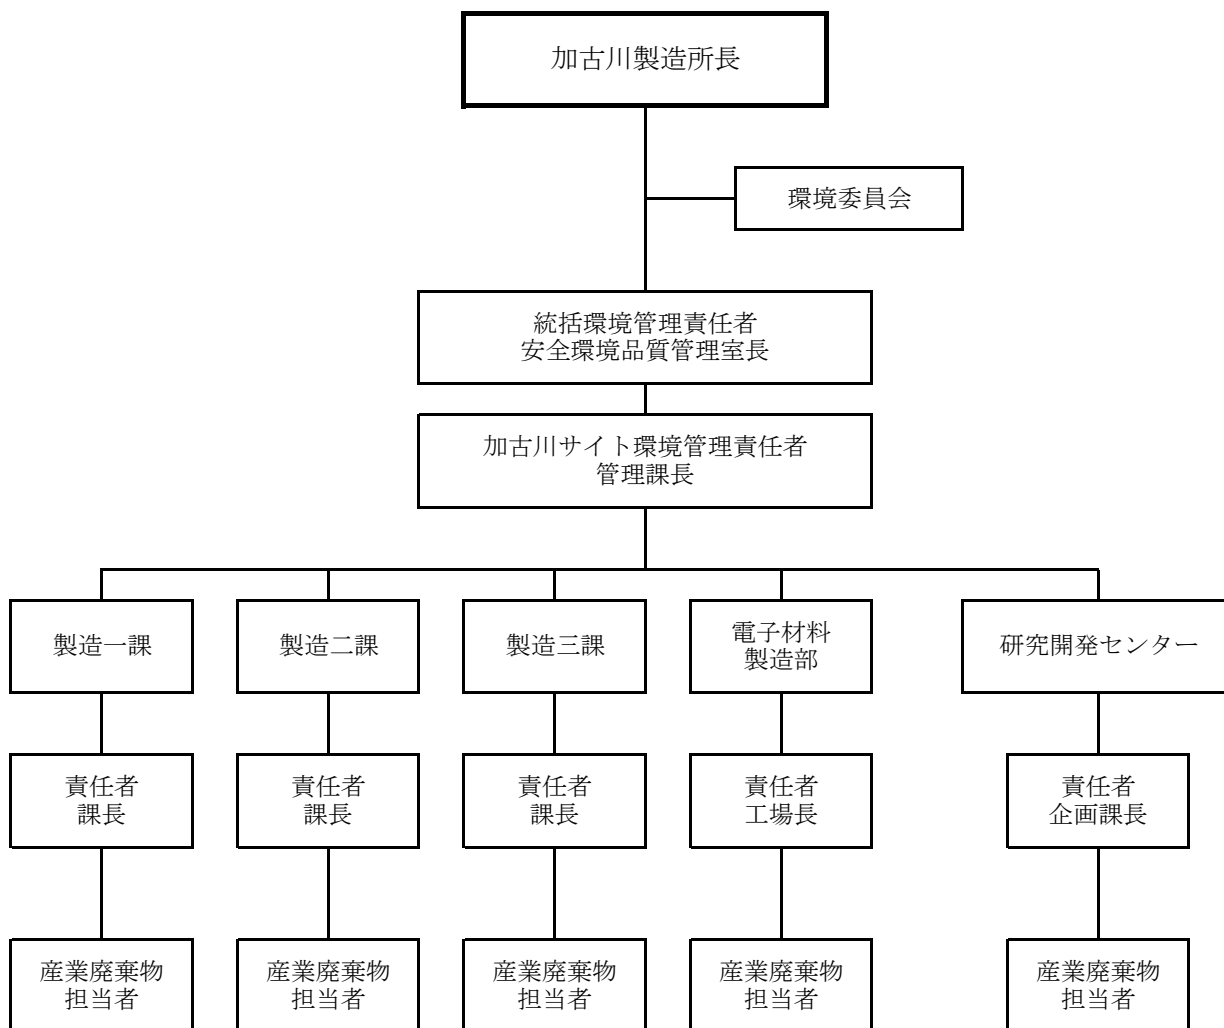 加古川製造所長
環境委員会
統括環境管理責任者
安全環境品質管理室長
加古川サイト環境管理責任者
管理課長
製造一課
製造二課
製造三課
電子材料
製造部
研究開発センター
責任者
課長
責任者
課長
責任者
課長
責任者
工場長
責任者
企画課長
産業廃棄物
担当者
産業廃棄物
担当者
産業廃棄物
担当者
産業廃棄物
担当者
産業廃棄物
担当者